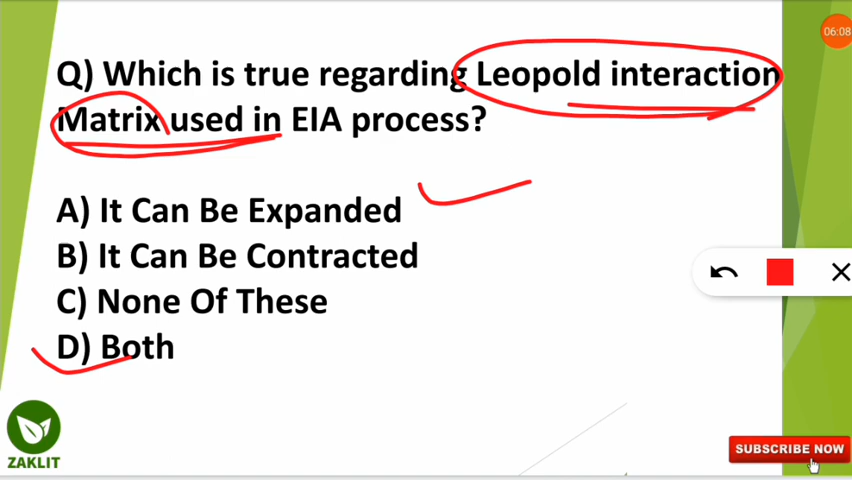 06:08
Q) Which is true regarding Leopold interaction
Matrix used in EIA process?
A) It Can Be Expanded
B) It Can Be Contracted
C) None Of These
D) Both
ZAKLIT
SUBSCRIBE NOW